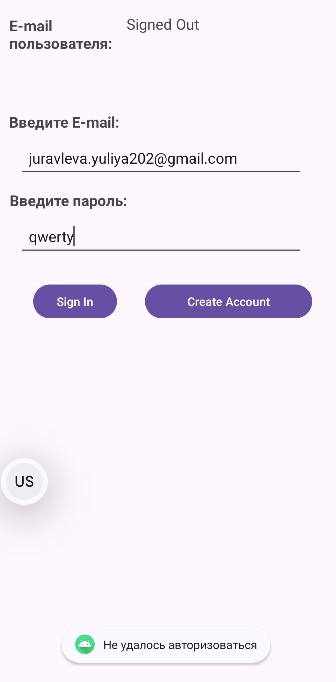 E-mail
пользователя:
Signed Out
Введите E-mail:
juravleva.yuliya202@gmail.com
Введите пароль:
qwerty
Sign In
Create Account
US
Не удалось авторизоваться